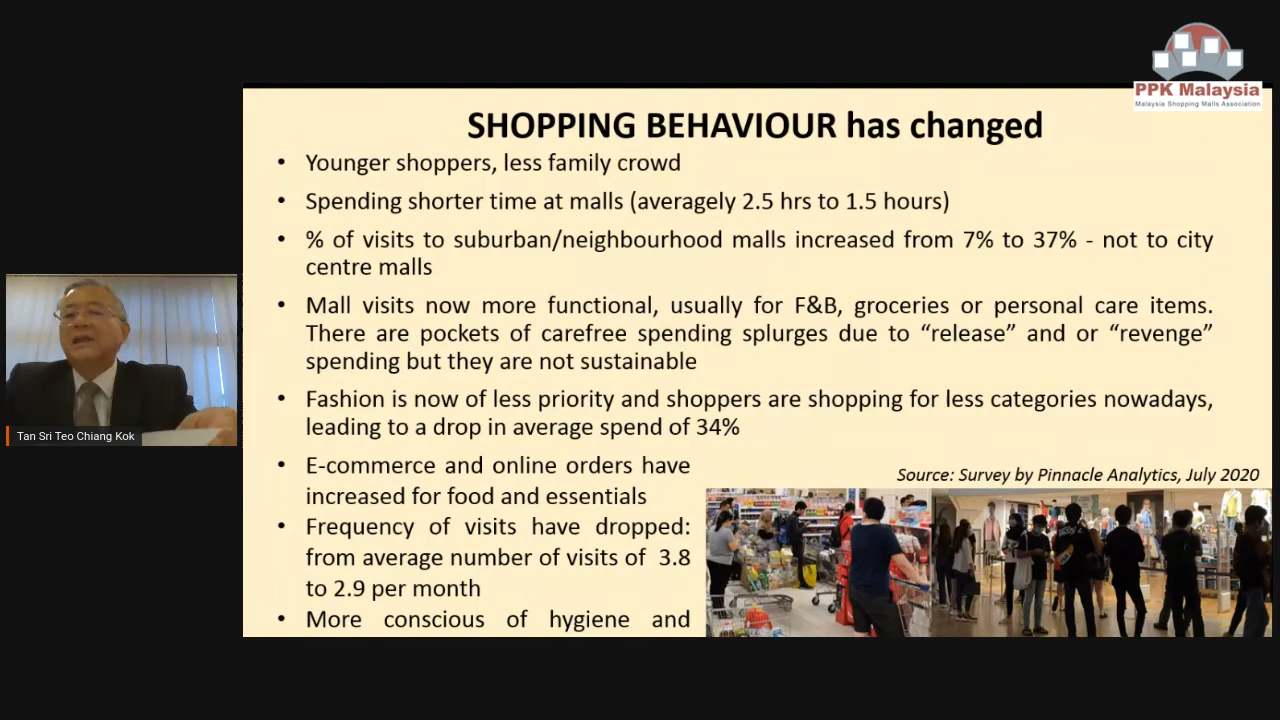 PPK Malaysia
Malaysia Shopping Malls Association
SHOPPING BEHAVIOUR has changed
• Younger shoppers, less family crowd
• Spending shorter time at malls (averagely 2.5 hrs to 1.5 hours)
• % of visits to suburban/neighbourhood malls increased from 7% to 37% - not to city
centre malls
• Mall visits now more functional, usually for F&B, groceries or personal care items.
There are pockets of carefree spending splurges due to “release” and or “revenge”
spending but they are not sustainable
• Fashion is now of less priority and shoppers are shopping for less categories nowadays,
leading to a drop in average spend of 34%
• E-commerce and online orders have
increased for food and essentials
• Frequency of visits have dropped:
from average number of visits of 3.8
to 2.9 per month
• More conscious of hygiene and
Source: Survey by Pinnacle Analytics, July 2020
Tan Sri Teo Chiang Kok